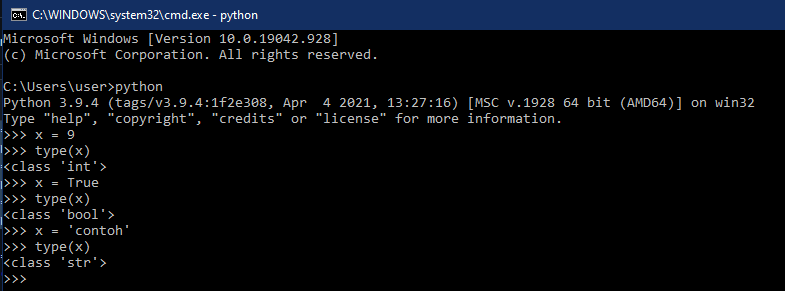 C:\WINDOWS\system32\cmd.exe - python
Microsoft Windows [Version 10.0.19042.928]
(c) Microsoft Corporation. All rights reserved.
C:\Users\user>python
Python 3.9.4 (tags/v3.9.4:1f2e308, Apr  4 2021, 13:27:16) [MSC v.1928 64 bit (AMD64)] on win32
Type "help", "copyright", "credits" or "license" for more information.
>>> x = 9
>>> type(x)
<class 'int'>
>>> x = True
>>> type(x)
<class 'bool'>
>>> x = 'contoh'
>>> type(x)
<class 'str'>
>>>